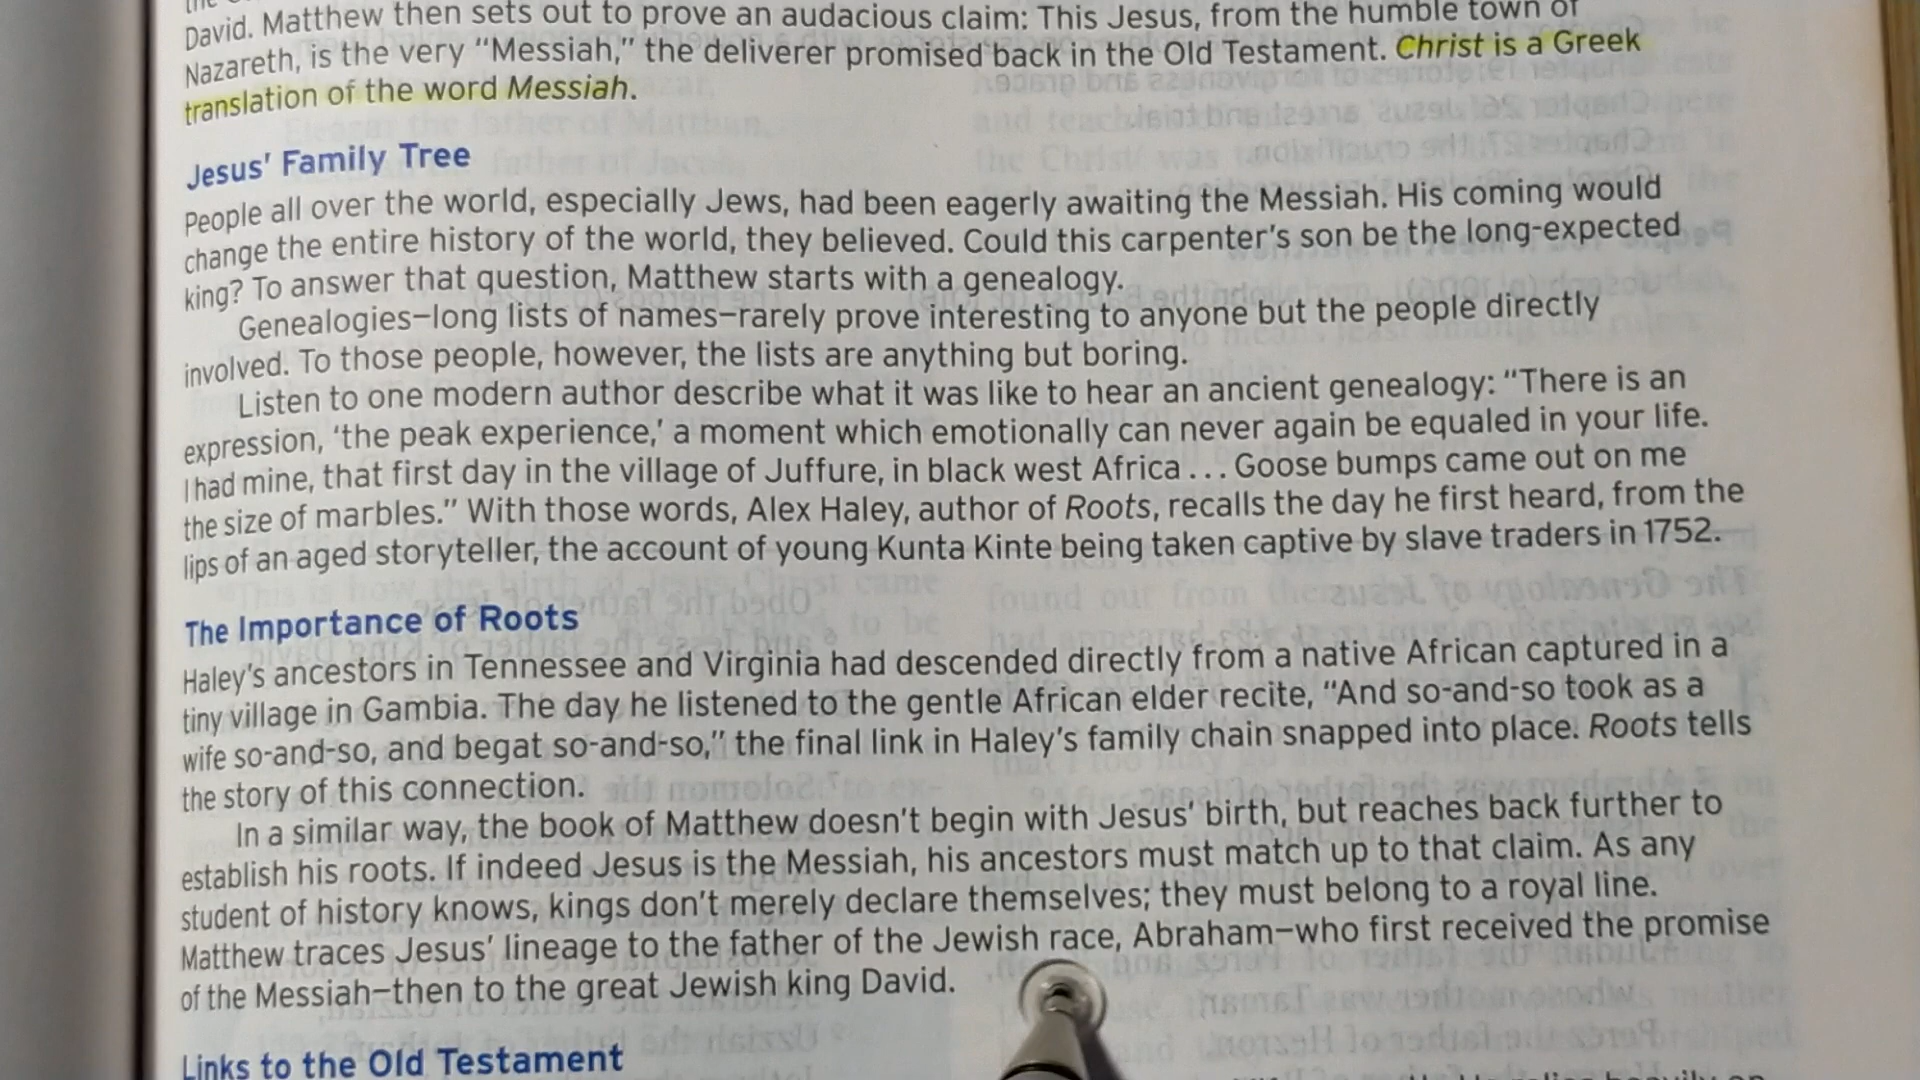 David. Matthew then sets out to prove an audacious claim: This Jesus, from the humble town of
Nazareth, is the very “Messiah,” the deliverer promised back in the Old Testament. Christ is a Greek
translation of the word Messiah.
Jesus’ Family Tree
People all over the world, especially Jews, had been eagerly awaiting the Messiah. His coming would
change the entire history of the world, they believed. Could this carpenter’s son be the long-expected
king? To answer that question, Matthew starts with a genealogy.
Genealogies—long lists of names—rarely prove interesting to anyone but the people directly
involved. To those people, however, the lists are anything but boring.
Listen to one modern author describe what it was like to hear an ancient genealogy: “There is an
expression, ‘the peak experience,’ a moment which emotionally can never again be equaled in your life.
I had mine, that first day in the village of Juffure, in black west Africa . . . Goose bumps came out on me
the size of marbles.” With those words, Alex Haley, author of Roots, recalls the day he first heard, from the
lips of an aged storyteller, the account of young Kunta Kinte being taken captive by slave traders in 1752.
The Importance of Roots
Haley’s ancestors in Tennessee and Virginia had descended directly from a native African captured in a
tiny village in Gambia. The day he listened to the gentle African elder recite, “And so-and-so took as a
wife so-and-so, and begat so-and-so,” the final link in Haley’s family chain snapped into place. Roots tells
the story of this connection.
In a similar way, the book of Matthew doesn’t begin with Jesus’ birth, but reaches back further to
establish his roots. If indeed Jesus is the Messiah, his ancestors must match up to that claim. As any
student of history knows, kings don’t merely declare themselves; they must belong to a royal line.
Matthew traces Jesus’ lineage to the father of the Jewish race, Abraham—who first received the promise
of the Messiah—then to the great Jewish king David.
Links to the Old Testament